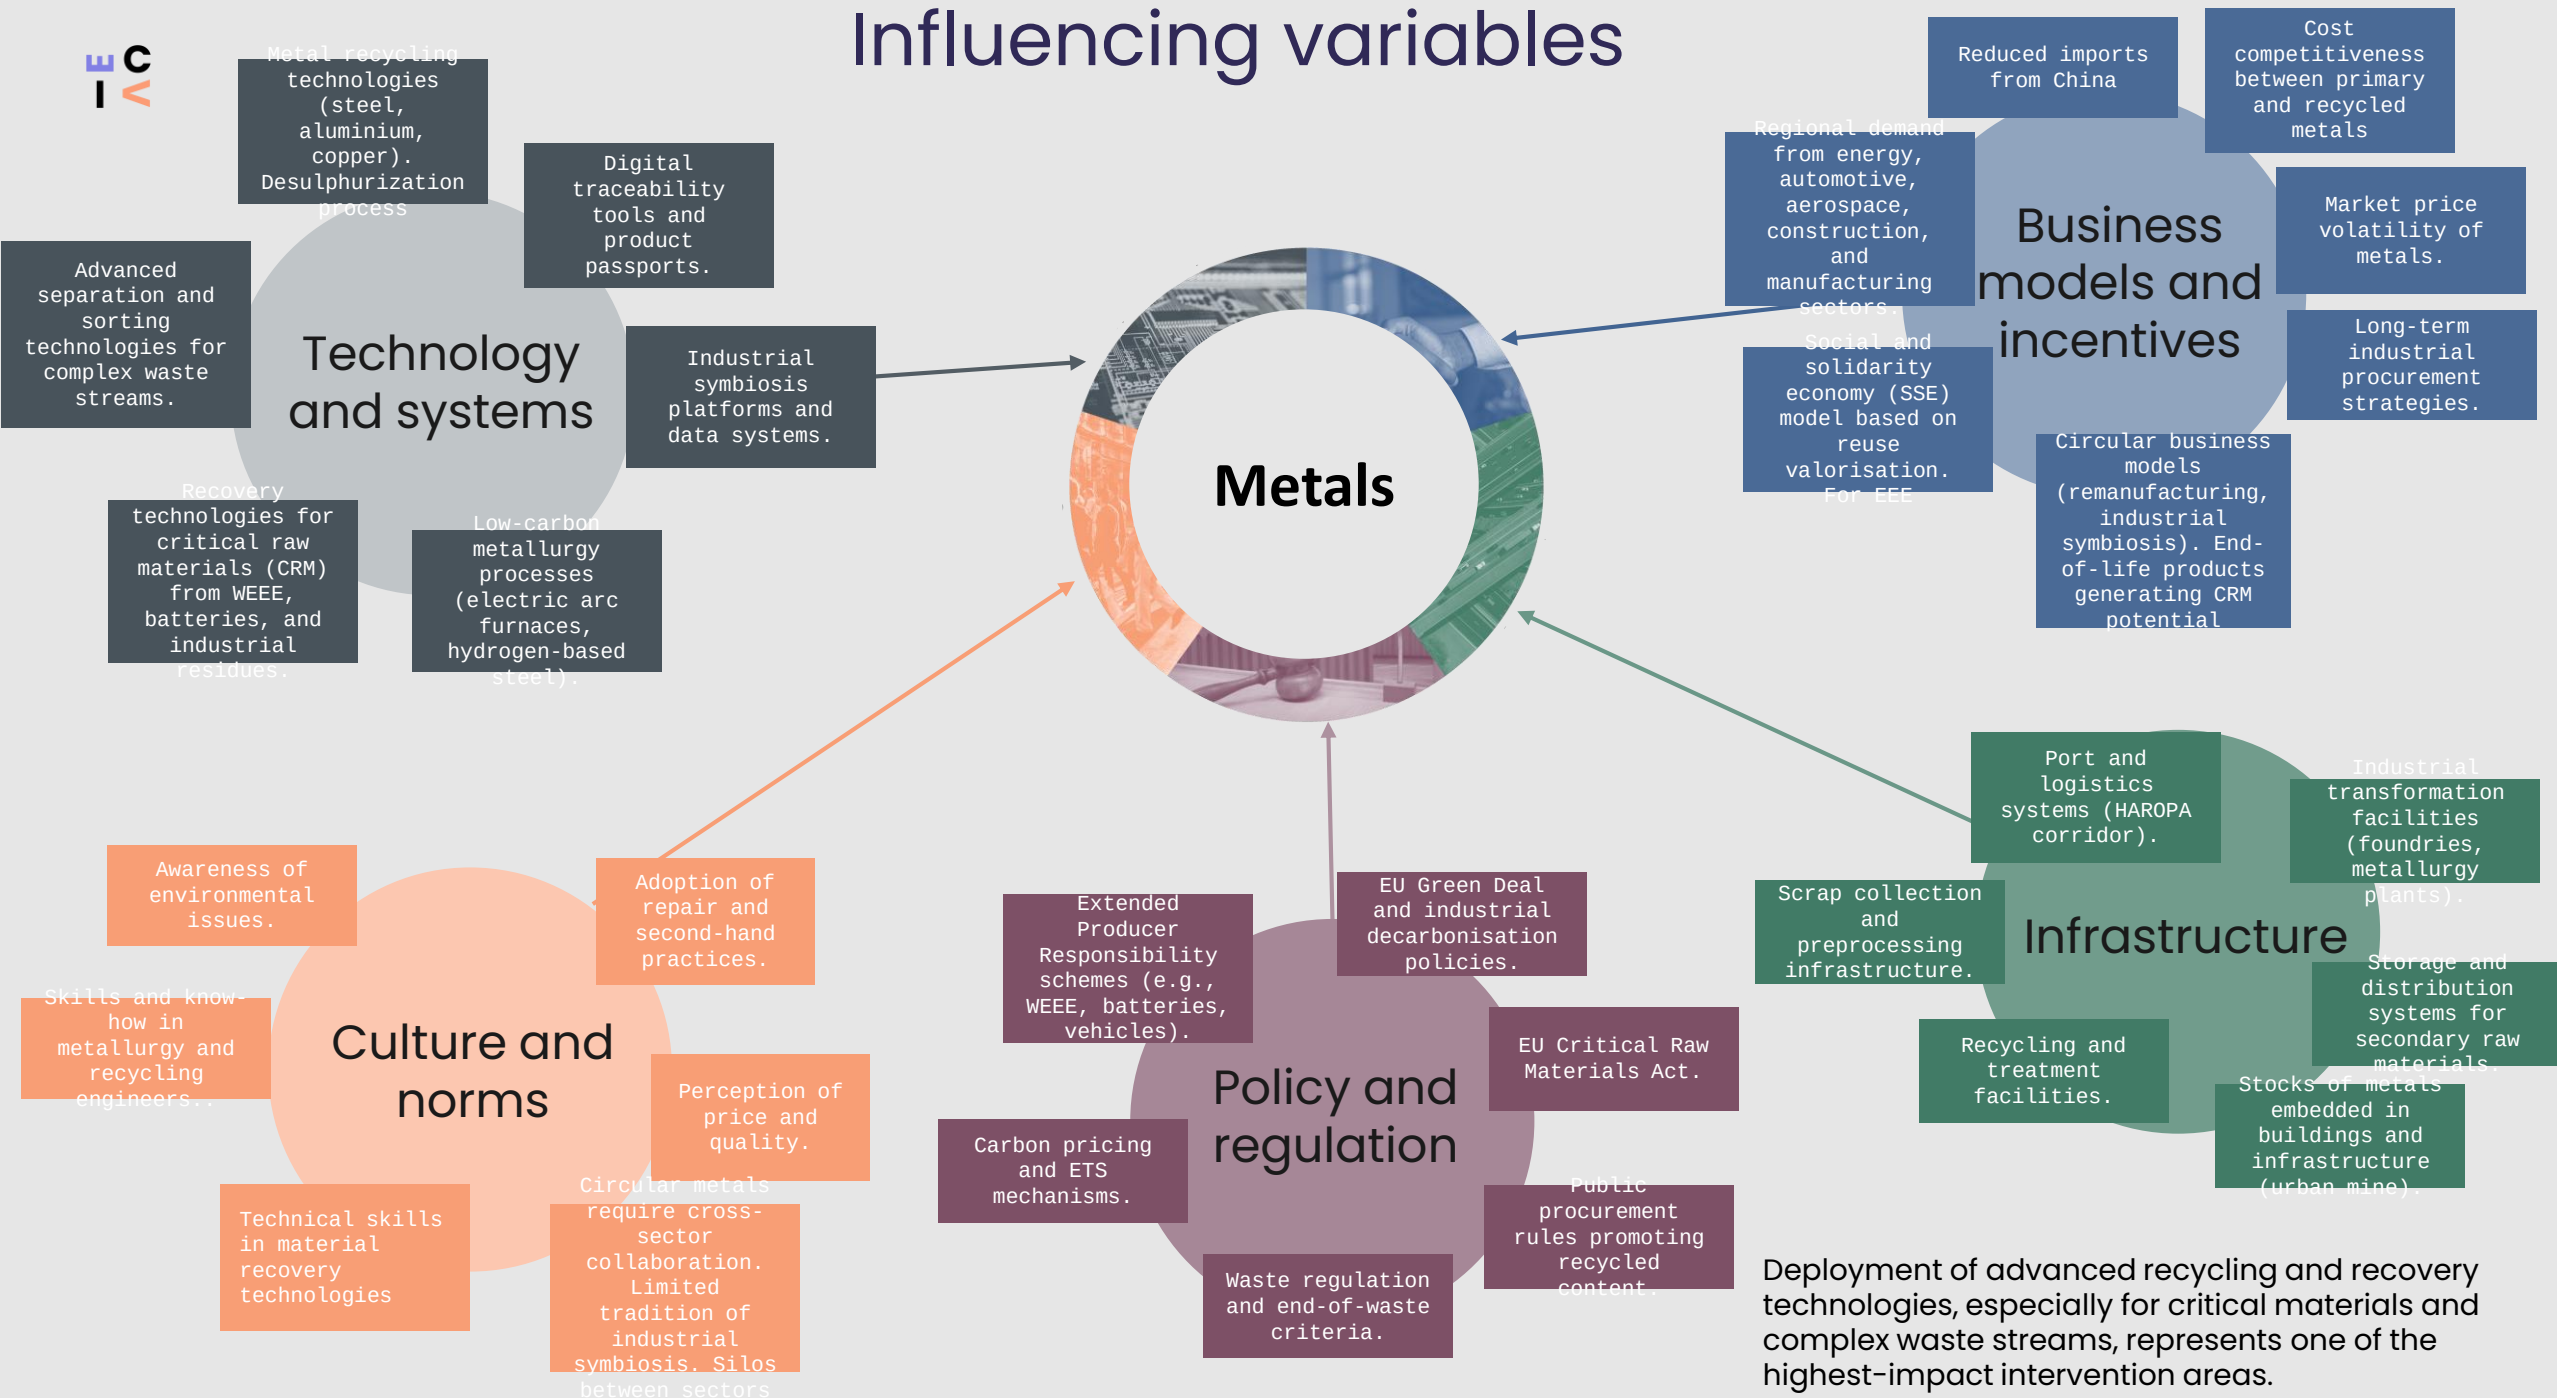 Influencing variables
E C
I V
Metal recycling
technologies
(steel,
aluminium,
copper).
Desulphurization
process
Digital
traceability
tools and
product
passports.
Advanced
separation and
sorting
technologies for
complex waste
streams.
Technology
and systems
Industrial
symbiosis
platforms and
data systems.
Recovery
technologies for
critical raw
materials (CRM)
from WEEE,
batteries, and
industrial
residues.
Low-carbon
metallurgy
processes
(electric arc
furnaces,
hydrogen-based
steel).
Metals
Reduced imports
from China
Cost
competitiveness
between primary
and recycled
metals
Regional demand
from energy,
automotive,
aerospace,
construction,
and
manufacturing
sectors.
Business
models and
incentives
Market price
volatility of
metals.
Long-term
industrial
procurement
strategies.
Social and
solidarity
economy (SSE)
model based on
reuse
valorisation.
For EEE
Circular business
models
(remanufacturing,
industrial
symbiosis). End-
of-life products
generating CRM
potential
Awareness of
environmental
issues.
Adoption of
repair and
second-hand
practices.
Skills and know-
how in
metallurgy and
recycling
engineers..
Culture and
norms
Perception of
price and
quality.
Technical skills
in material
recovery
technologies
Circular metals
require cross-
sector
collaboration.
Limited
tradition of
industrial
symbiosis. Silos
between sectors
Extended
Producer
Responsibility
schemes (e.g.,
WEEE, batteries,
vehicles).
EU Green Deal
and industrial
decarbonisation
policies.
EU Critical Raw
Materials Act.
Policy and
regulation
Carbon pricing
and ETS
mechanisms.
Public
procurement
rules promoting
recycled
content.
Waste regulation
and end-of-waste
criteria.
Port and
logistics
systems (HAROPA
corridor).
Industrial
transformation
facilities
(foundries,
metallurgy
plants).
Scrap collection
and
preprocessing
infrastructure.
Infrastructure
Storage and
distribution
systems for
secondary raw
materials.
Recycling and
treatment
facilities.
Stocks of metals
embedded in
buildings and
infrastructure
(urban mine).
Deployment of advanced recycling and recovery
technologies, especially for critical materials and
complex waste streams, represents one of the
highest-impact intervention areas.